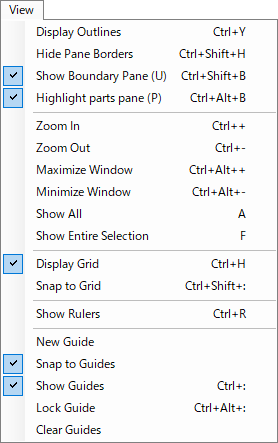 View
Display Outlines Ctrl+Y
Hide Pane Borders Ctrl+Shift+H
Show Boundary Pane (U) Ctrl+Shift+B
Highlight parts pane (P) Ctrl+Alt+B
Zoom In Ctrl++
Zoom Out Ctrl+-
Maximize Window Ctrl+Alt++
Minimize Window Ctrl+Alt+-
Show All A
Show Entire Selection F
Display Grid Ctrl+H
Snap to Grid Ctrl+Shift+:
Show Rulers Ctrl+R
New Guide
Snap to Guides
Show Guides Ctrl+:
Lock Guide Ctrl+Alt+:
Clear Guides